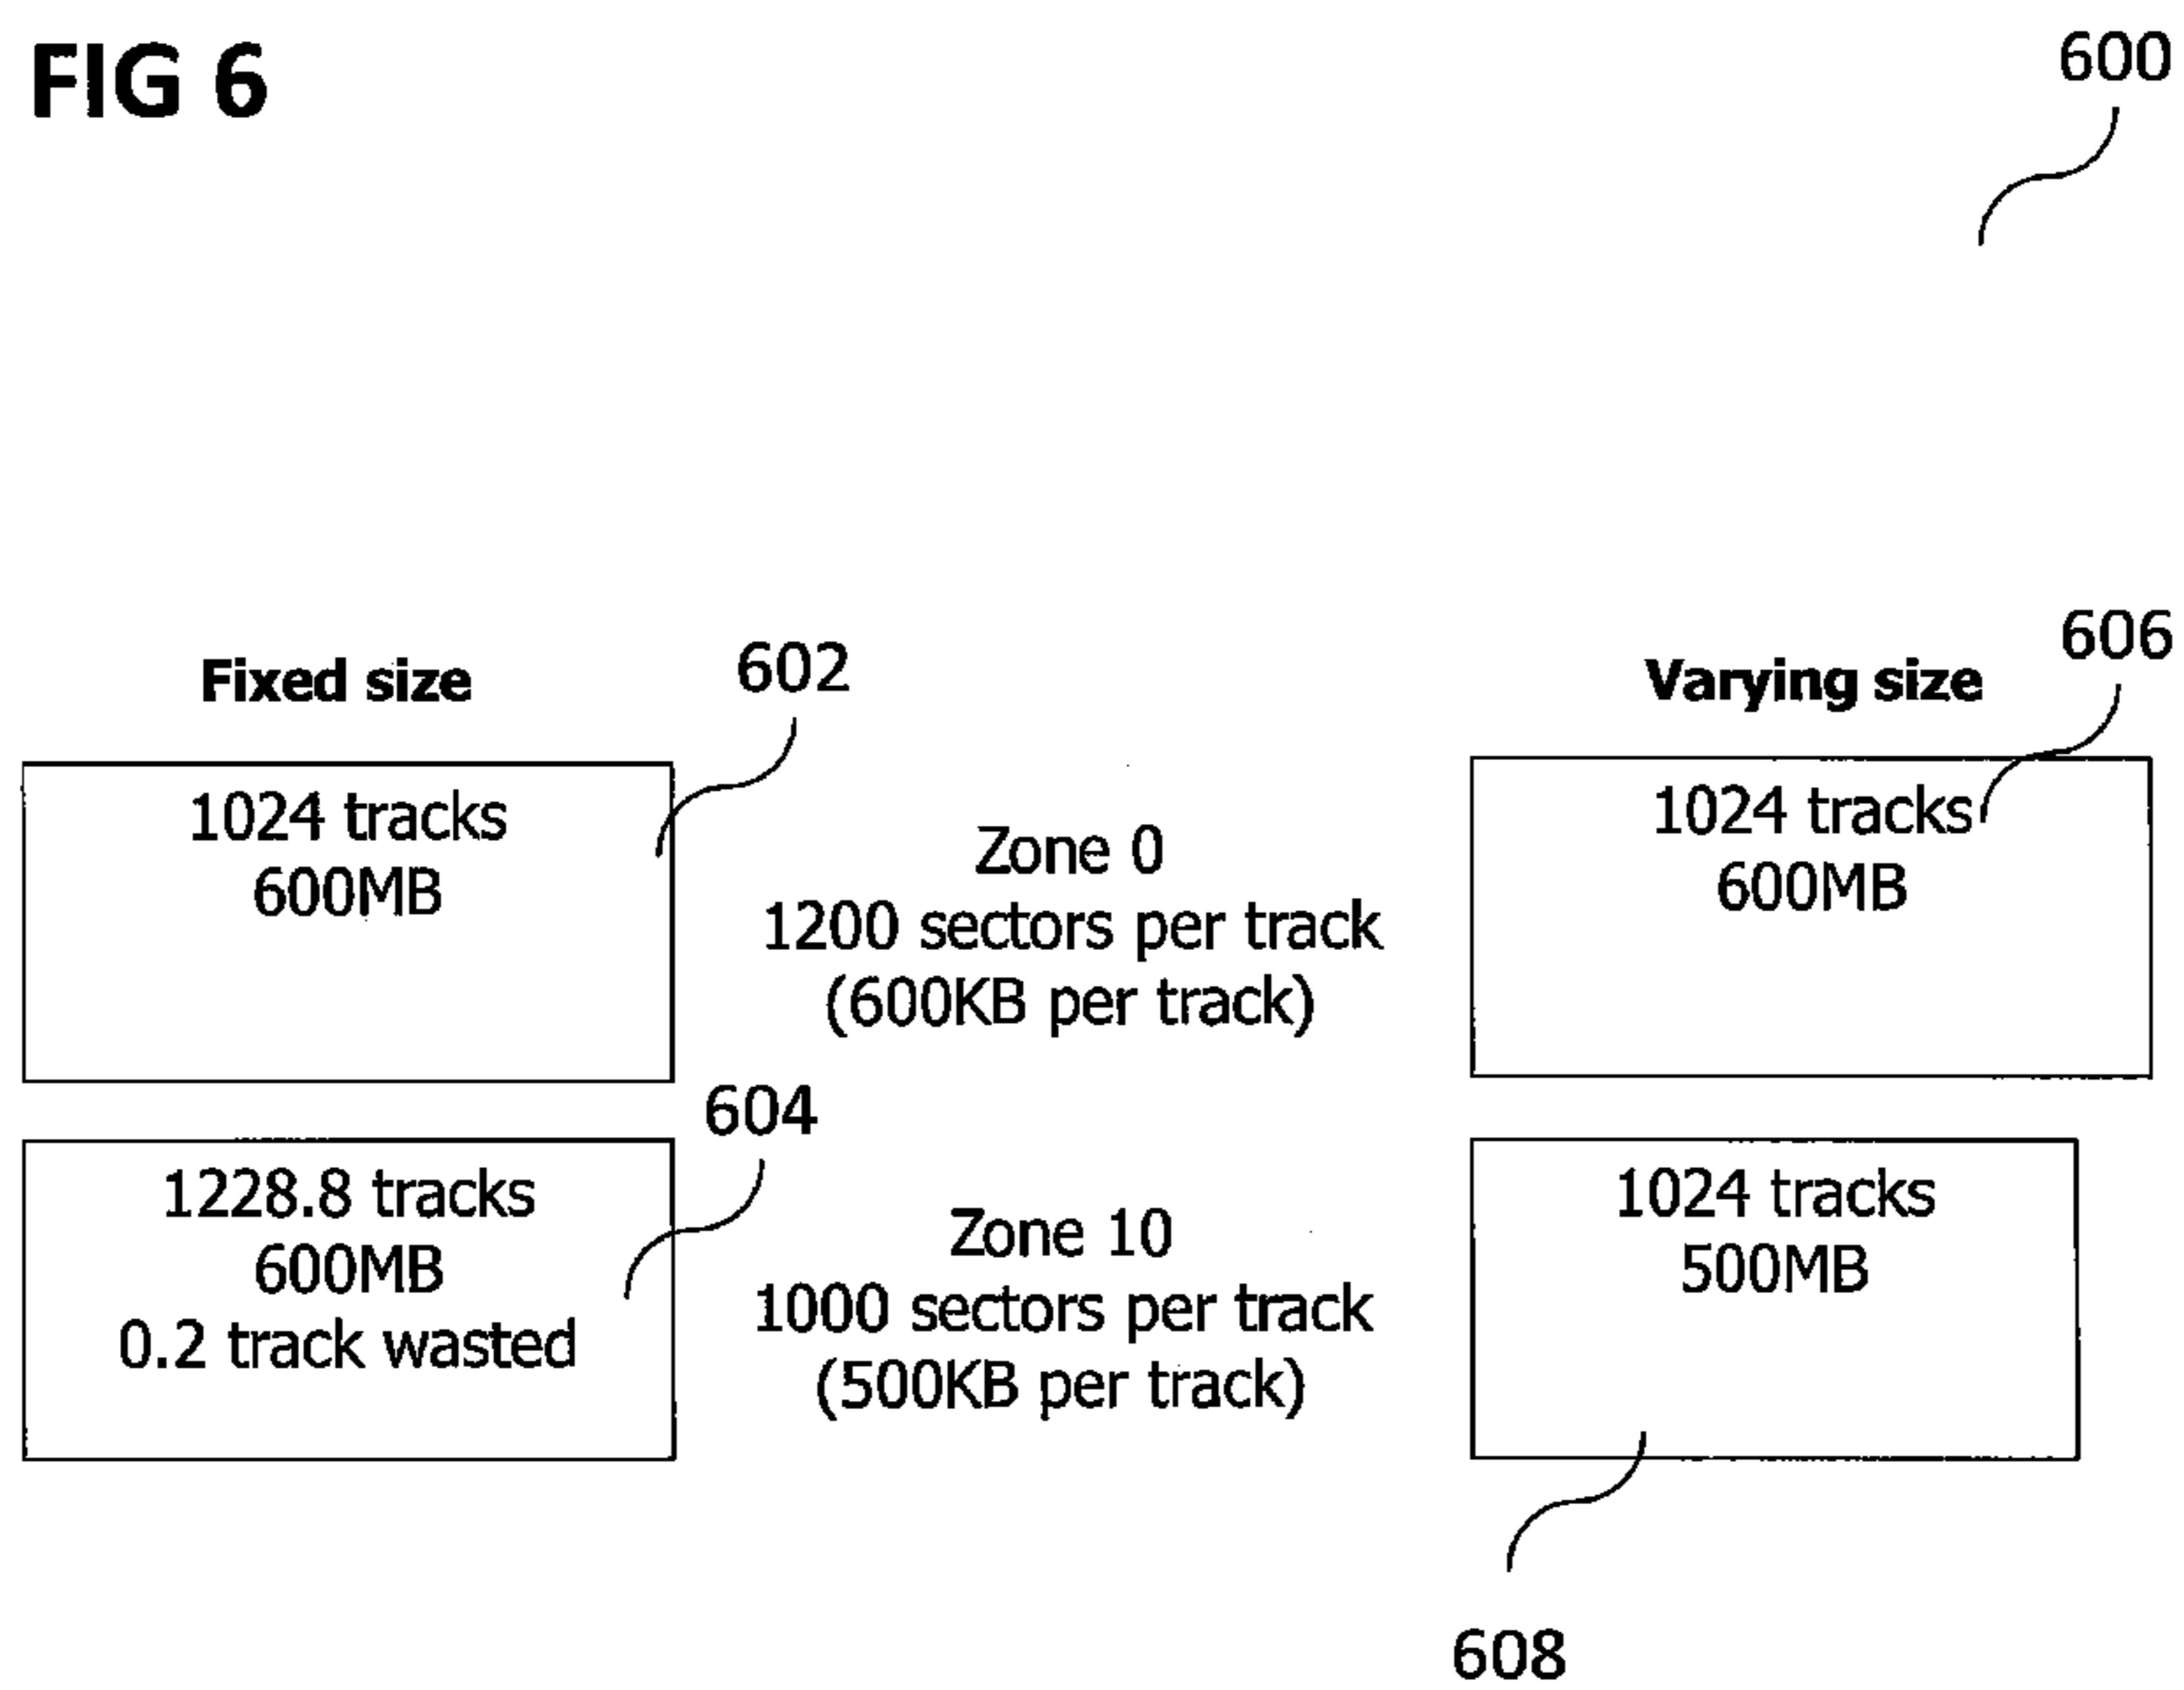 FIG 6
600
Fixed size
602
Varying size
606
1024 tracks
600MB
Zone 0
1200 sectors per track
(600KB per track)
1024 tracks
600MB
604
1228.8 tracks
600MB
0.2 track wasted
Zone 10
1000 sectors per track
(500KB per track)
1024 tracks
500MB
608